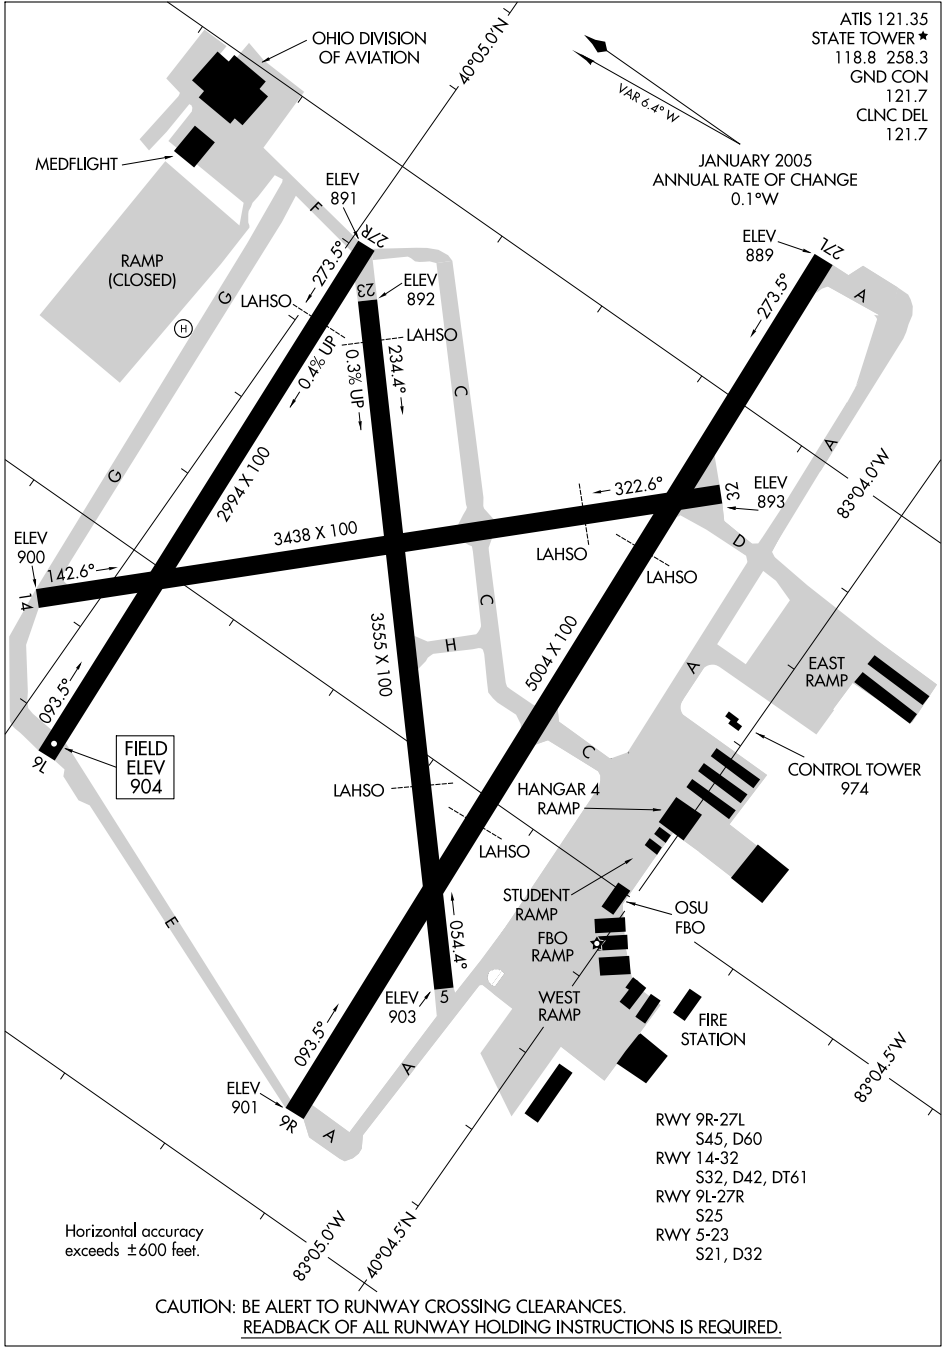 ATIS 121.35
STATE TOWER ★
118.8 258.3
GND CON
121.7
CLNC DEL
121.7
OHIO DIVISION
OF AVIATION
40°05.0'N
VAR 6.4° W
JANUARY 2005
ANNUAL RATE OF CHANGE
0.1°W
MEDFLIGHT
RAMP
(CLOSED)
H
ELEV
891
F
27R
273.5°
G
LAHSO
0.4% UP
23
ELEV
892
LAHSO
0.3% UP
234.4°
ELEV
889
27L
273.5°
A
C
A
G
2994 X 100
83°04.0'W
322.6°
32
ELEV
893
3438 X 100
LAHSO
LAHSO
D
ELEV
900
14
142.6°
C
3555 X 100
H
5004 X 100
A
EAST
RAMP
093.5°
9L
FIELD
ELEV
904
C
CONTROL TOWER
974
LAHSO
HANGAR 4
RAMP
LAHSO
STUDENT
RAMP
OSU
FBO
FBO
RAMP
E
054.4°
ELEV
903
5
WEST
RAMP
FIRE
STATION
093.5°
A
83°04.5'W
ELEV
901
9R
A
RWY 9R-27L
S45, D60
RWY 14-32
S32, D42, DT61
RWY 9L-27R
S25
RWY 5-23
S21, D32
Horizontal accuracy
exceeds ±600 feet.
83°05.0'W
40°04.5'N
CAUTION: BE ALERT TO RUNWAY CROSSING CLEARANCES.
READBACK OF ALL RUNWAY HOLDING INSTRUCTIONS IS REQUIRED.